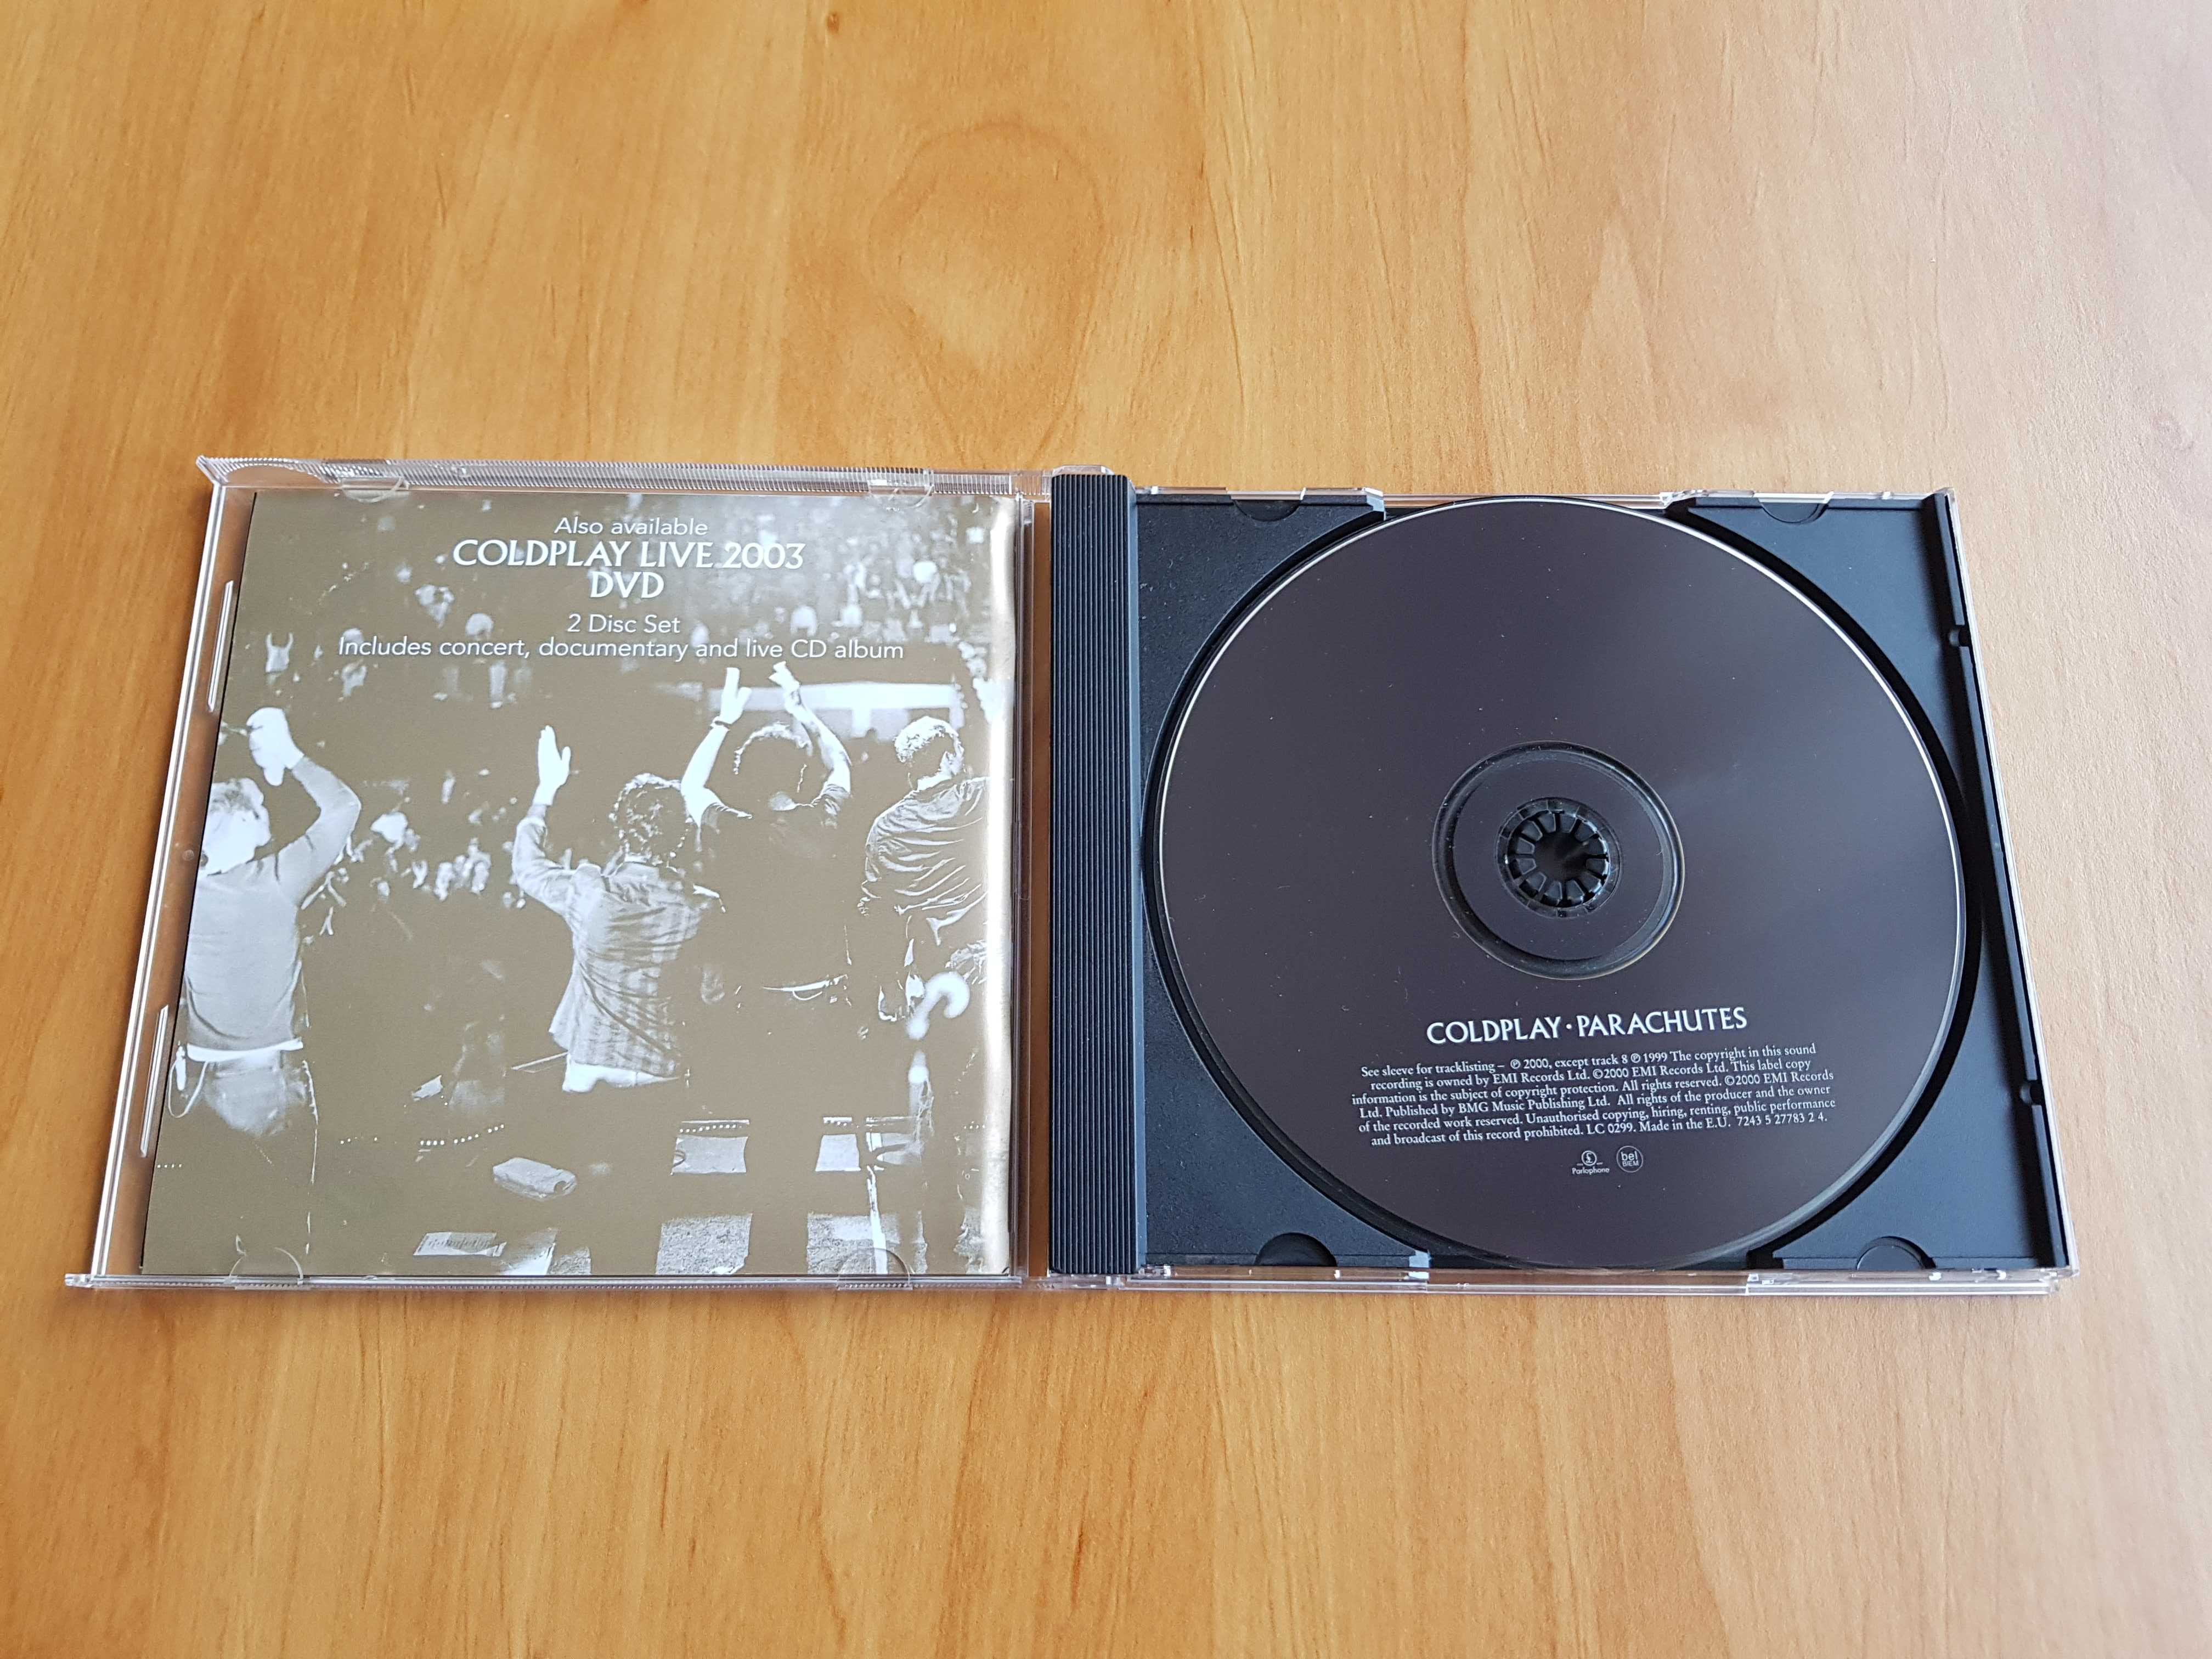 Also available
COLDPLAY LIVE 2003
DVD
2 Disc Set
Includes concert, documentary and live CD album
COLDPLAY · PARACHUTES
See sleeve for tracklisting – ℗ 2000, except track 8 ℗ 1999 The copyright in this sound
recording is owned by EMI Records Ltd. ©2000 EMI Records Ltd. This label copy
information is the subject of copyright protection. All rights reserved. ©2000 EMI Records
Ltd. Published by BMG Music Publishing Ltd. All rights of the producer and the owner
of the recorded work reserved. Unauthorised copying, hiring, renting, public performance
and broadcast of this record prohibited. LC 0299. Made in the E.U. 7243 5 27783 2 4.
£
Parlophone
bel
BIEM